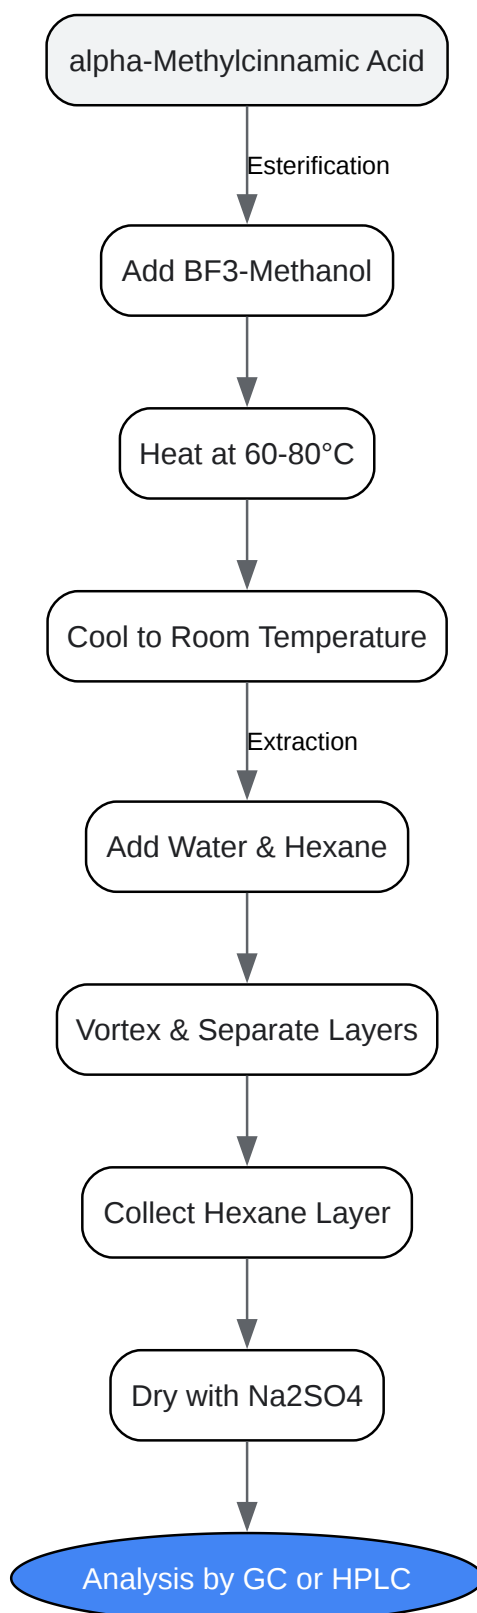 alpha-Methylcinnamic Acid
Esterification
Add BF3-Methanol
Heat at 60-80°C
Cool to Room Temperature
Extraction
Add Water & Hexane
Vortex & Separate Layers
Collect Hexane Layer
Dry with Na2SO4
Analysis by GC or HPLC